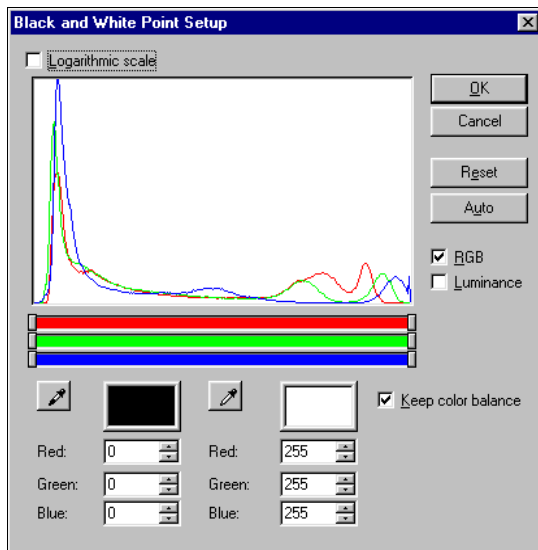 Black and White Point Setup
Logarithmic scale
OK
Cancel
Reset
Auto
RGB
Luminance
Keep color balance
Red: 0 Red: 255
Green: 0 Green: 255
Blue: 0 Blue: 255